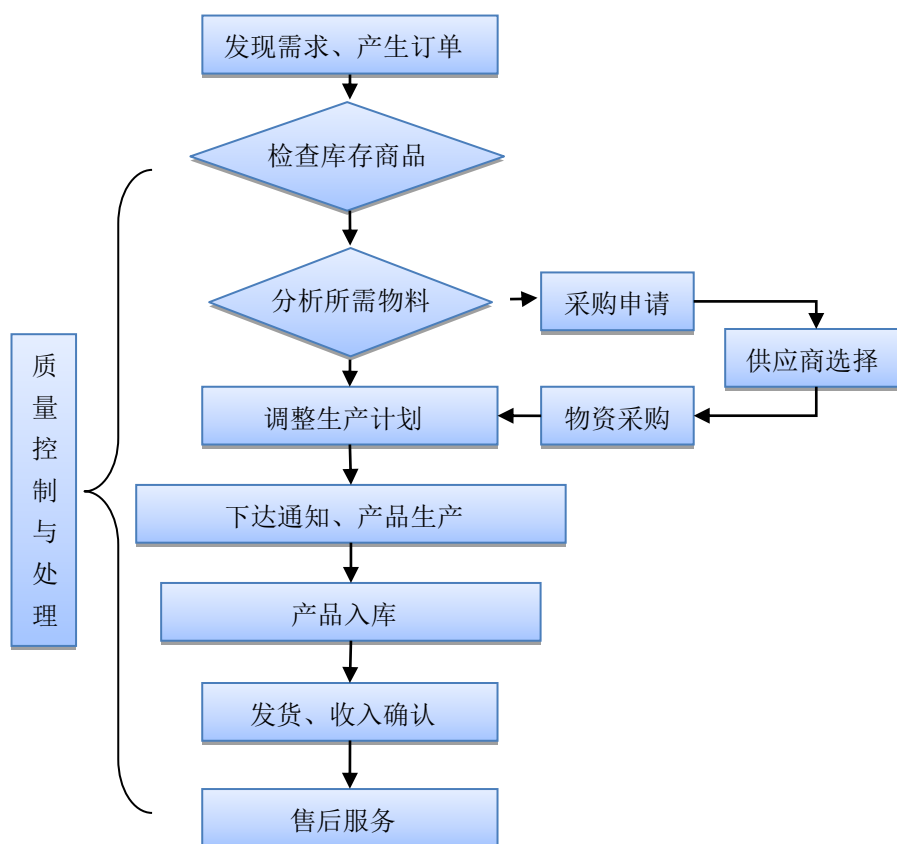 发现需求、产生订单
检查库存商品
分析所需物料
采购申请
供应商选择
调整生产计划
物资采购
质量控制与处理
下达通知、产品生产
产品入库
发货、收入确认
售后服务